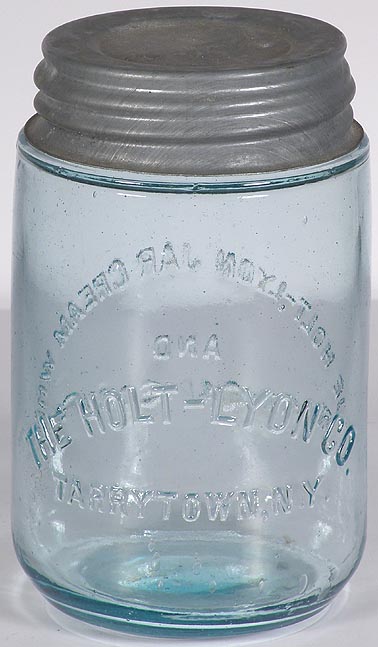 HOLT-LYON JAR CREAM
AND
THE HOLT-LYON CO.
TARRYTOWN, N.Y.